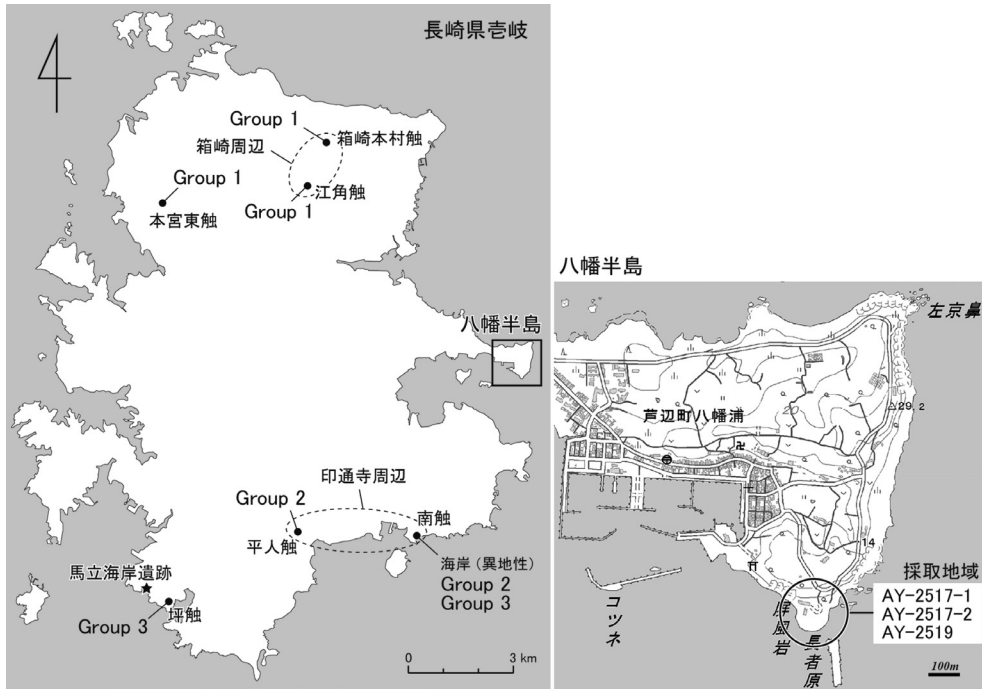 長崎県壱岐
Group 1
箱崎本村触
箱崎周辺
Group 1
江角触
Group 1
本宮東触
八幡半島
印通寺周辺
Group 2
南触
平人触
海岸（異地性）
Group 2
Group 3
馬立海岸遺跡
坪触
Group 3
0 3 km
八幡半島
左京鼻
29.2
20
芦辺町八幡浦
卍
14
採取地域
AY-2517-1
AY-2517-2
AY-2519
コツネ
屏風岩
長者原
100m